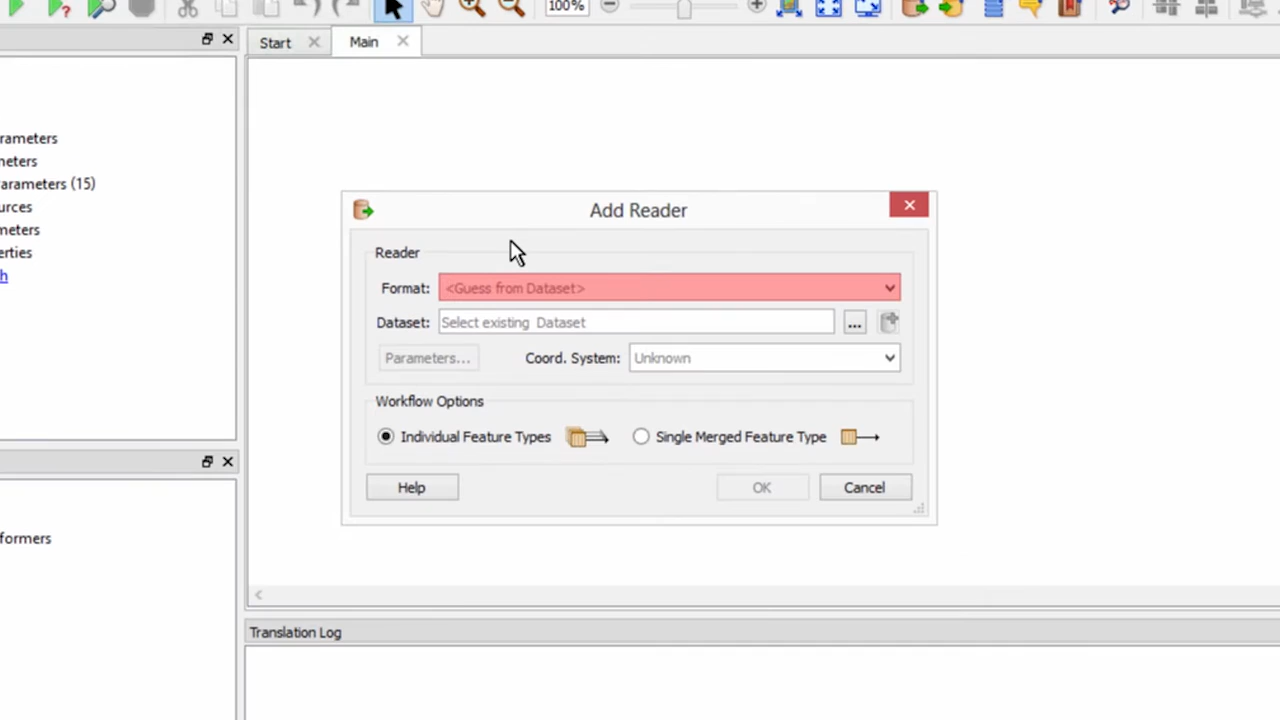 100%
Start
Main
rameters
neters
arameters (15)
urces
meters
erties
h
Add Reader
Reader
Format: <Guess from Dataset>
Dataset: Select existing Dataset ...
Parameters... Coord. System: Unknown
Workflow Options
Individual Feature Types Single Merged Feature Type
Help OK Cancel
formers
Translation Log